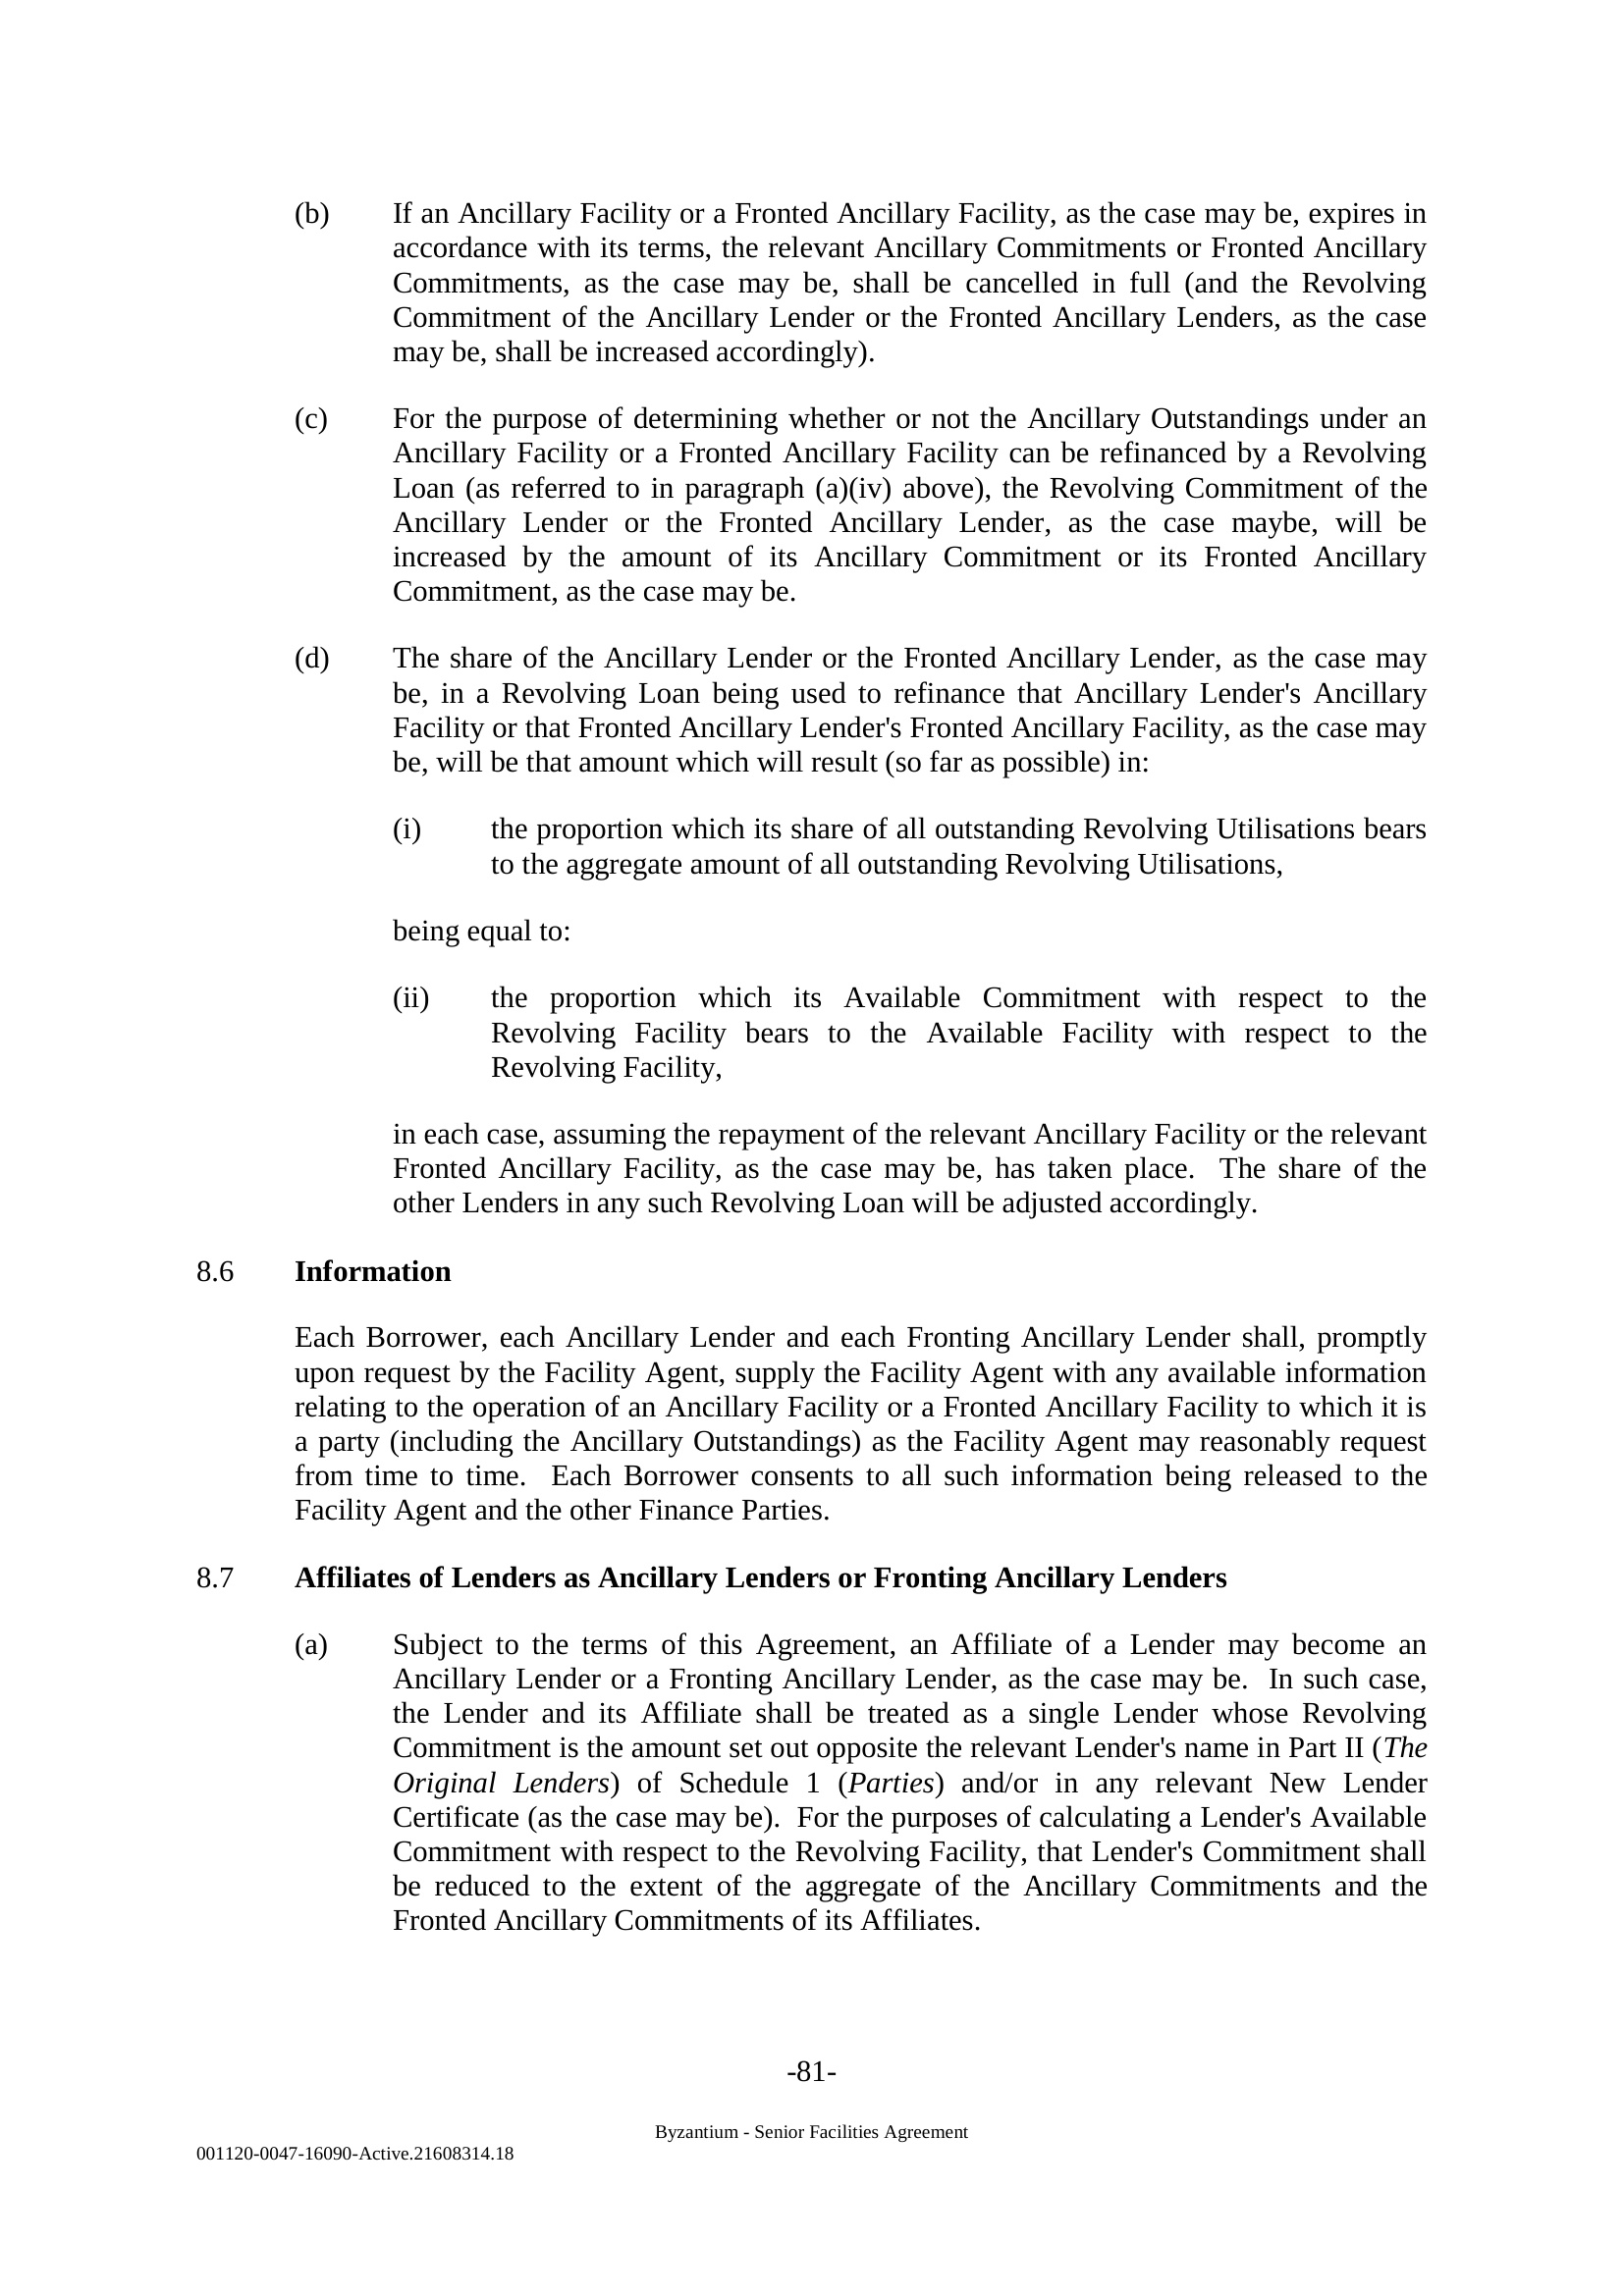 (b) If an Ancillary Facility or a Fronted Ancillary Facility, as the case may be, expires in
accordance with its terms, the relevant Ancillary Commitments or Fronted Ancillary
Commitments, as the case may be, shall be cancelled in full (and the Revolving
Commitment of the Ancillary Lender or the Fronted Ancillary Lenders, as the case
may be, shall be increased accordingly).
(c) For the purpose of determining whether or not the Ancillary Outstandings under an
Ancillary Facility or a Fronted Ancillary Facility can be refinanced by a Revolving
Loan (as referred to in paragraph (a)(iv) above), the Revolving Commitment of the
Ancillary Lender or the Fronted Ancillary Lender, as the case maybe, will be
increased by the amount of its Ancillary Commitment or its Fronted Ancillary
Commitment, as the case may be.
(d) The share of the Ancillary Lender or the Fronted Ancillary Lender, as the case may
be, in a Revolving Loan being used to refinance that Ancillary Lender's Ancillary
Facility or that Fronted Ancillary Lender's Fronted Ancillary Facility, as the case may
be, will be that amount which will result (so far as possible) in:
(i) the proportion which its share of all outstanding Revolving Utilisations bears
to the aggregate amount of all outstanding Revolving Utilisations,
being equal to:
(ii) the proportion which its Available Commitment with respect to the
Revolving Facility bears to the Available Facility with respect to the
Revolving Facility,
in each case, assuming the repayment of the relevant Ancillary Facility or the relevant
Fronted Ancillary Facility, as the case may be, has taken place. The share of the
other Lenders in any such Revolving Loan will be adjusted accordingly.
8.6 Information
Each Borrower, each Ancillary Lender and each Fronting Ancillary Lender shall, promptly
upon request by the Facility Agent, supply the Facility Agent with any available information
relating to the operation of an Ancillary Facility or a Fronted Ancillary Facility to which it is
a party (including the Ancillary Outstandings) as the Facility Agent may reasonably request
from time to time. Each Borrower consents to all such information being released to the
Facility Agent and the other Finance Parties.
8.7 Affiliates of Lenders as Ancillary Lenders or Fronting Ancillary Lenders
(a) Subject to the terms of this Agreement, an Affiliate of a Lender may become an
Ancillary Lender or a Fronting Ancillary Lender, as the case may be. In such case,
the Lender and its Affiliate shall be treated as a single Lender whose Revolving
Commitment is the amount set out opposite the relevant Lender's name in Part II (The
Original Lenders) of Schedule 1 (Parties) and/or in any relevant New Lender
Certificate (as the case may be). For the purposes of calculating a Lender's Available
Commitment with respect to the Revolving Facility, that Lender's Commitment shall
be reduced to the extent of the aggregate of the Ancillary Commitments and the
Fronted Ancillary Commitments of its Affiliates.
-81-
Byzantium - Senior Facilities Agreement
001120-0047-16090-Active.21608314.18